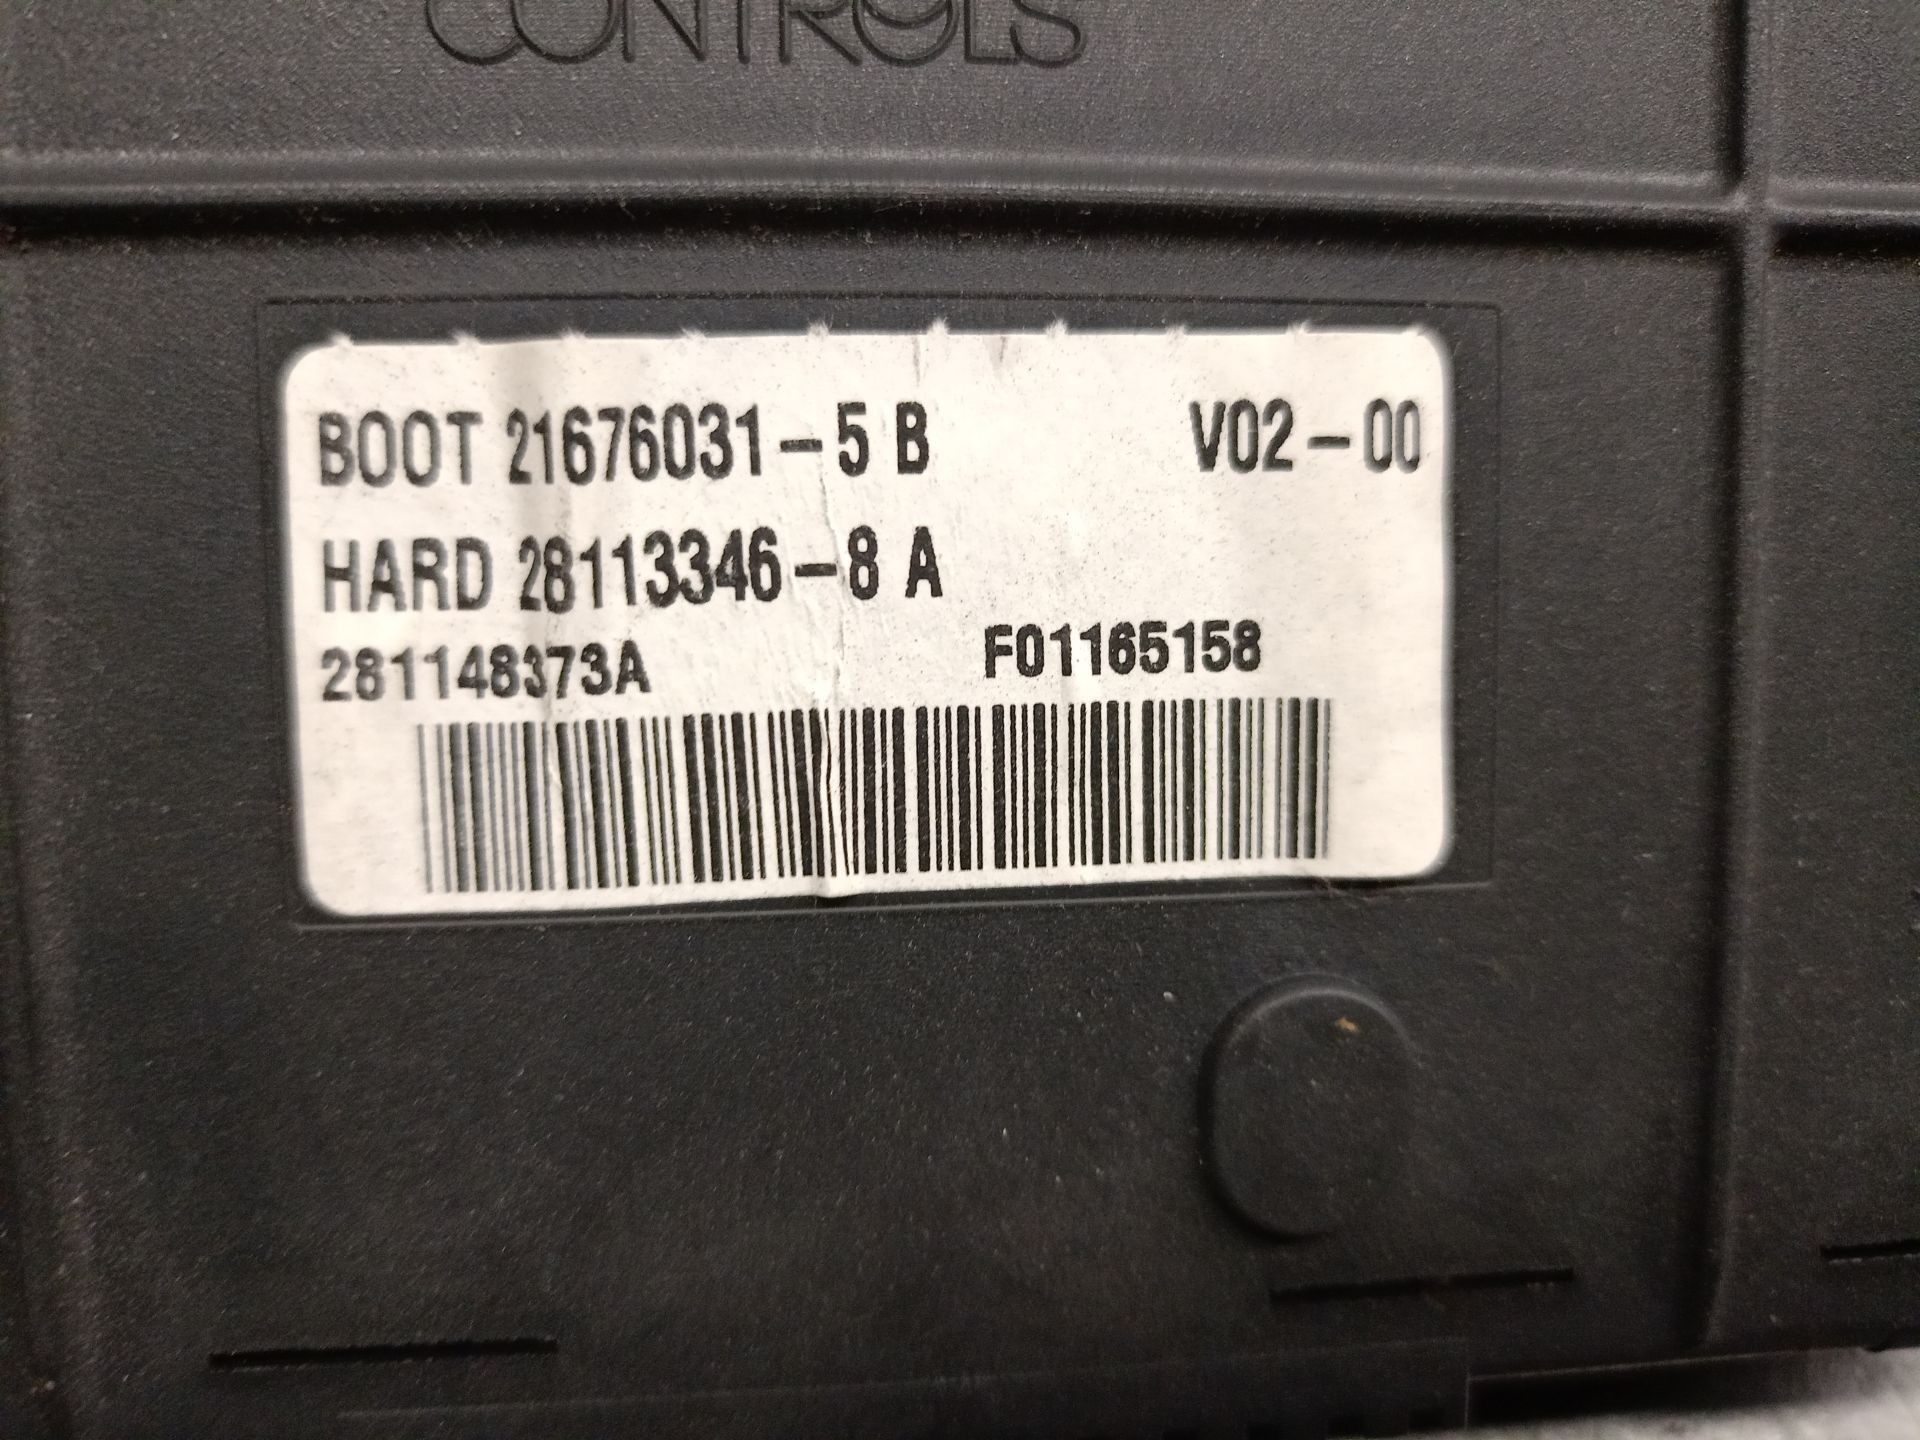 CONTROLS
BOOT 21676031-5 B V02-00
HARD 28113346-8 A
281148373A F01165158